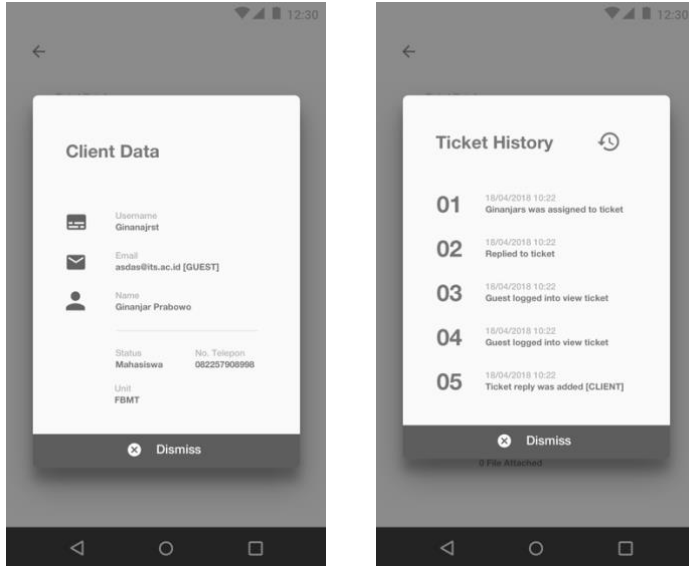 12:30
Client Data
Username
Ginanajrst
Email
asdas@its.ac.id [GUEST]
Name
Ginanjar Prabowo
Status No. Telepon
Mahasiswa 082257908998
Unit
FBMT
Dismiss
12:30
Ticket History
01 18/04/2018 10:22
Ginanjars was assigned to ticket
02 18/04/2018 10:22
Replied to ticket
03 18/04/2018 10:22
Guest logged into view ticket
04 18/04/2018 10:22
Guest logged into view ticket
05 18/04/2018 10:22
Ticket reply was added [CLIENT]
Dismiss
0 File Attached